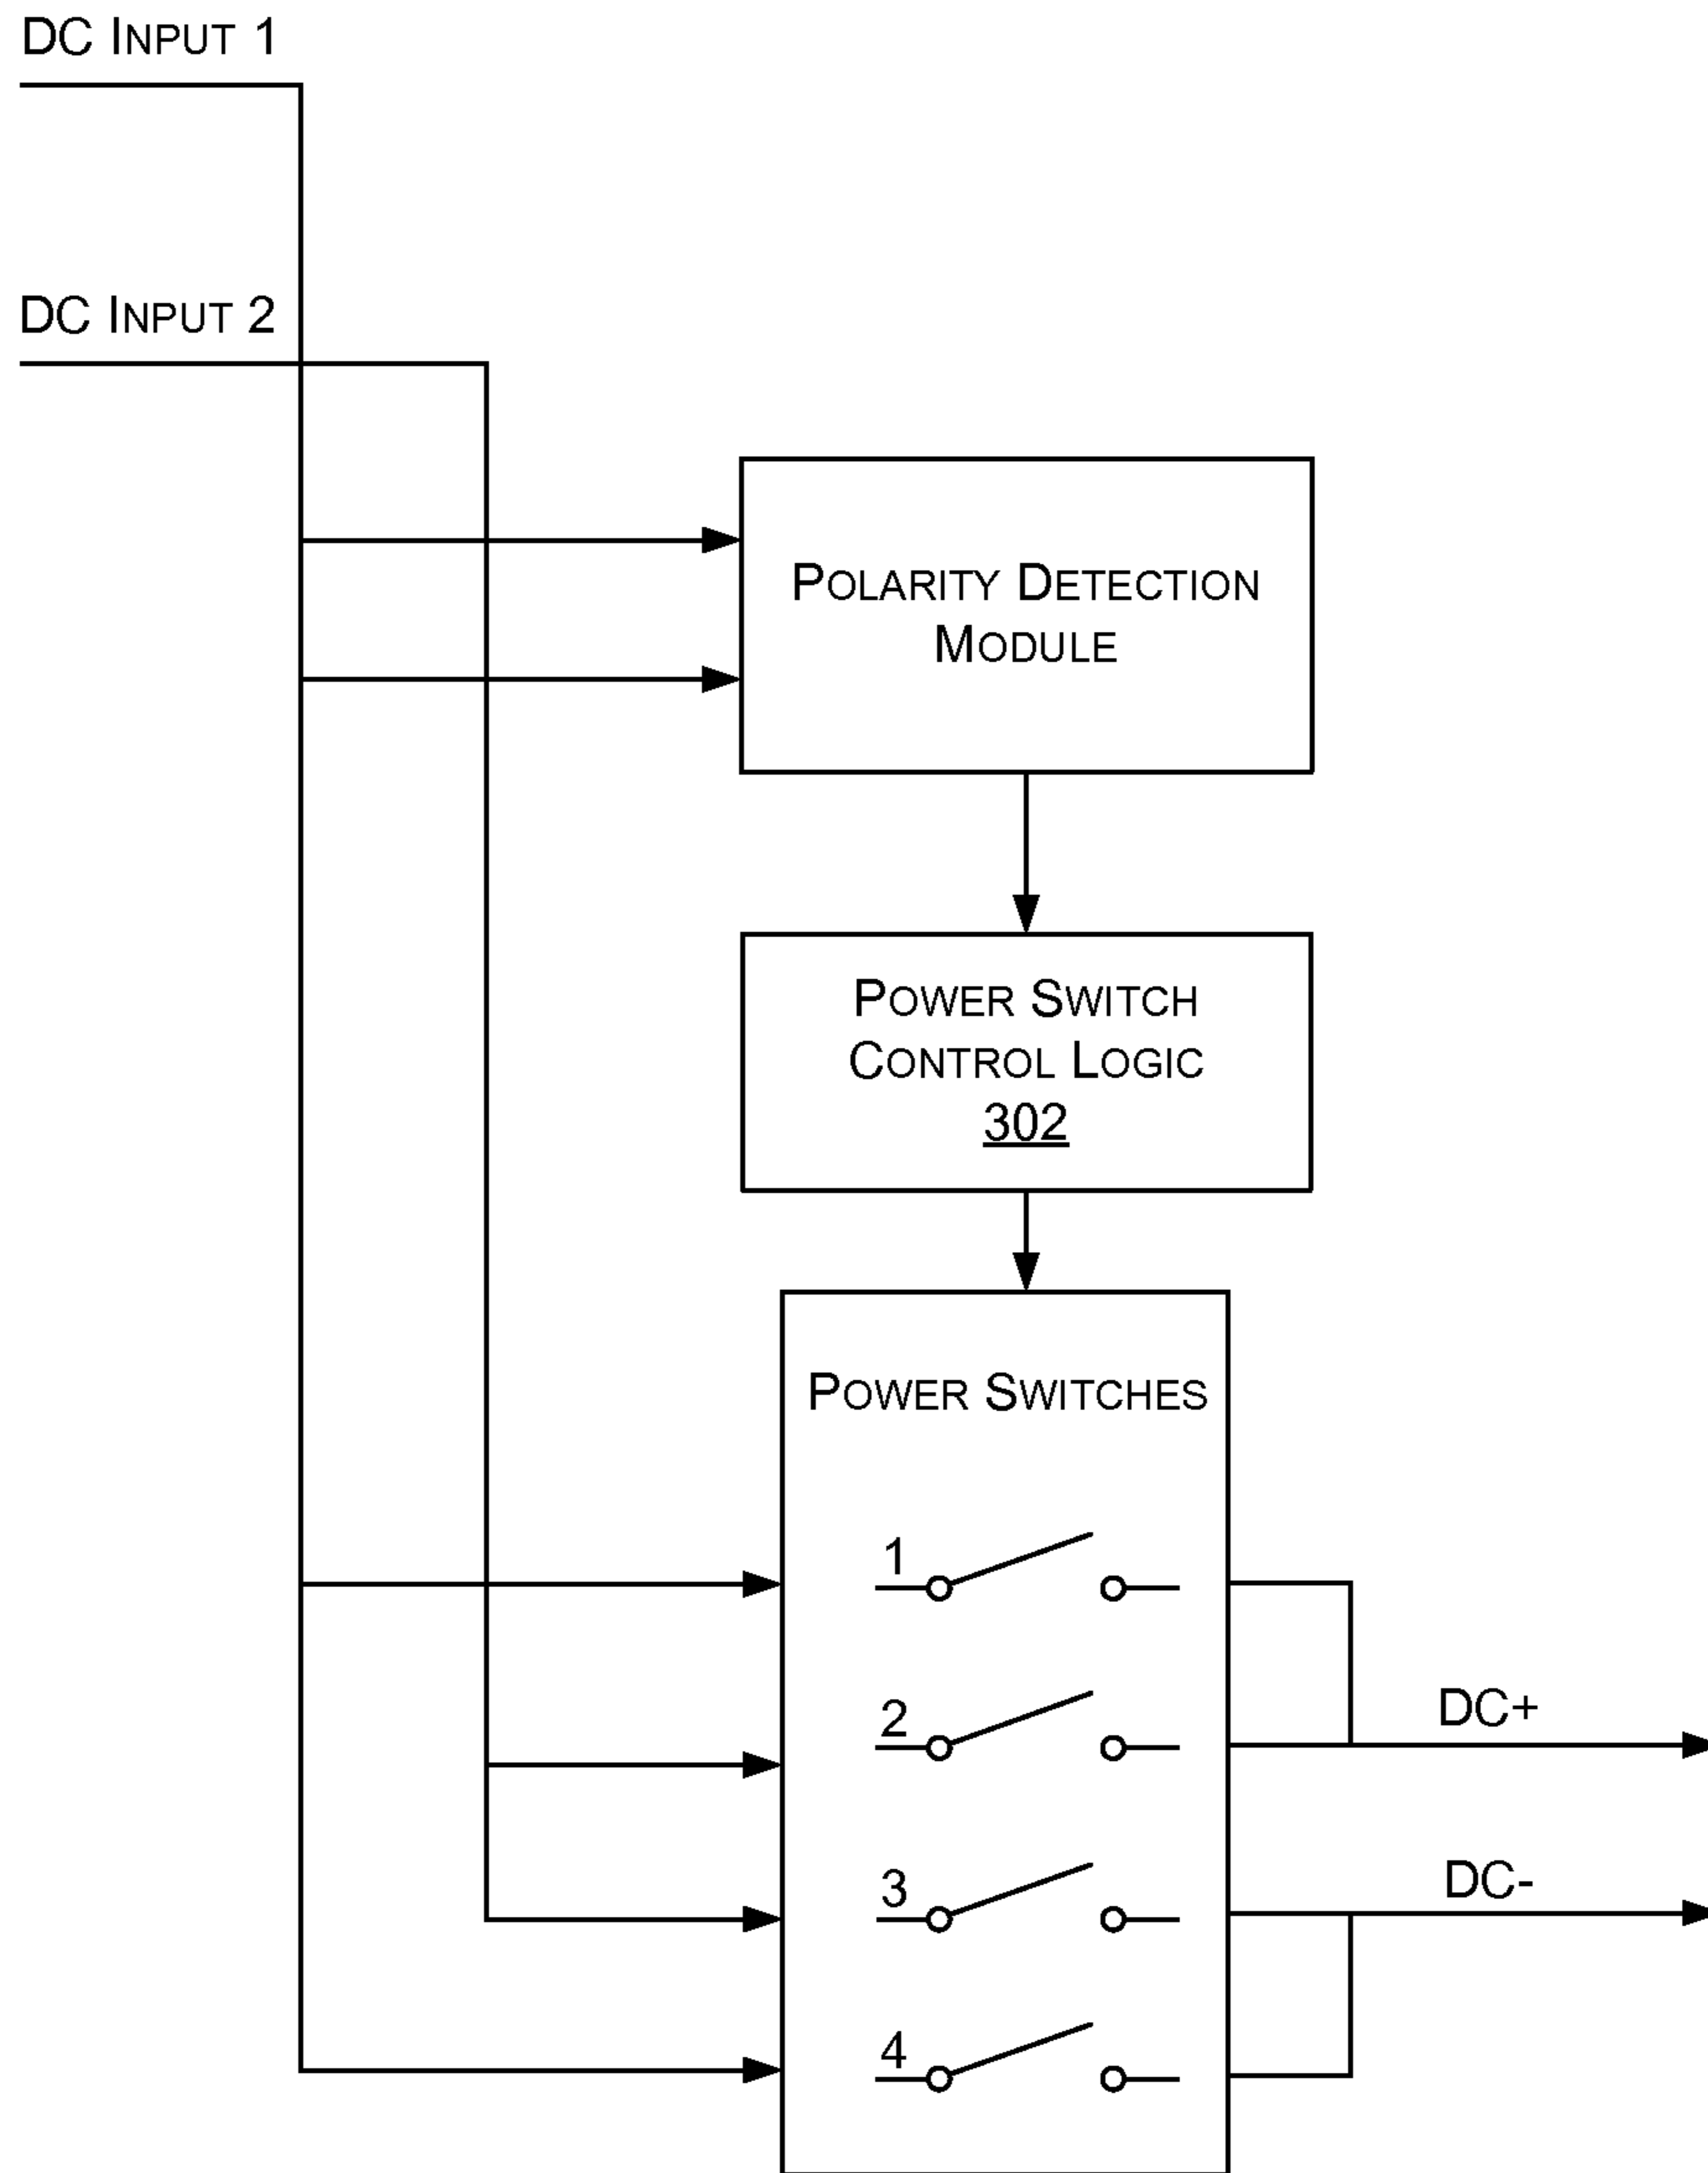 DC INPUT 1
DC INPUT 2
POLARITY DETECTION
MODULE
POWER SWITCH
CONTROL LOGIC
302
POWER SWITCHES
1
2
DC+
3
DC-
4